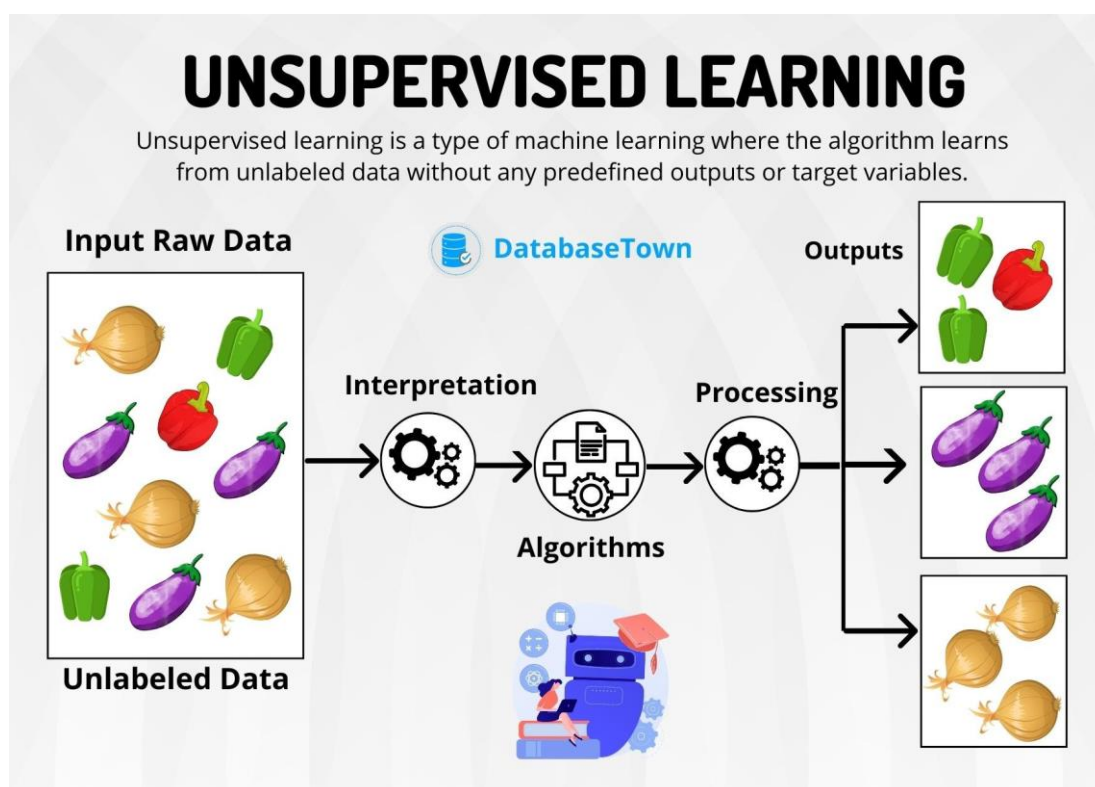 UNSUPERVISED LEARNING
Unsupervised learning is a type of machine learning where the algorithm learns
from unlabeled data without any predefined outputs or target variables.
Input Raw Data
DatabaseTown
Outputs
Interpretation
Processing
Algorithms
Unlabeled Data